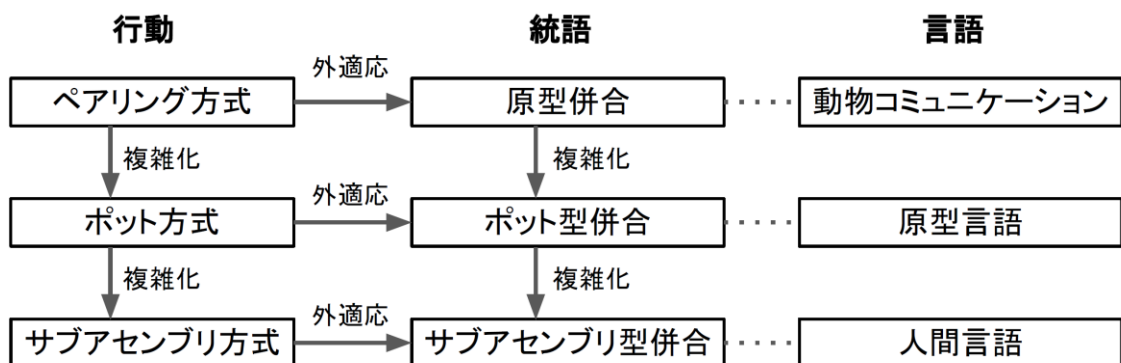 行動 統語 言語
外適応
ペアリング方式 原型併合 動物コミュニケーション
複雑化 複雑化
外適応
ポット方式 ポット型併合 原型言語
複雑化 複雑化
外適応
サブアセンブリ方式 サブアセンブリ型併合 人間言語